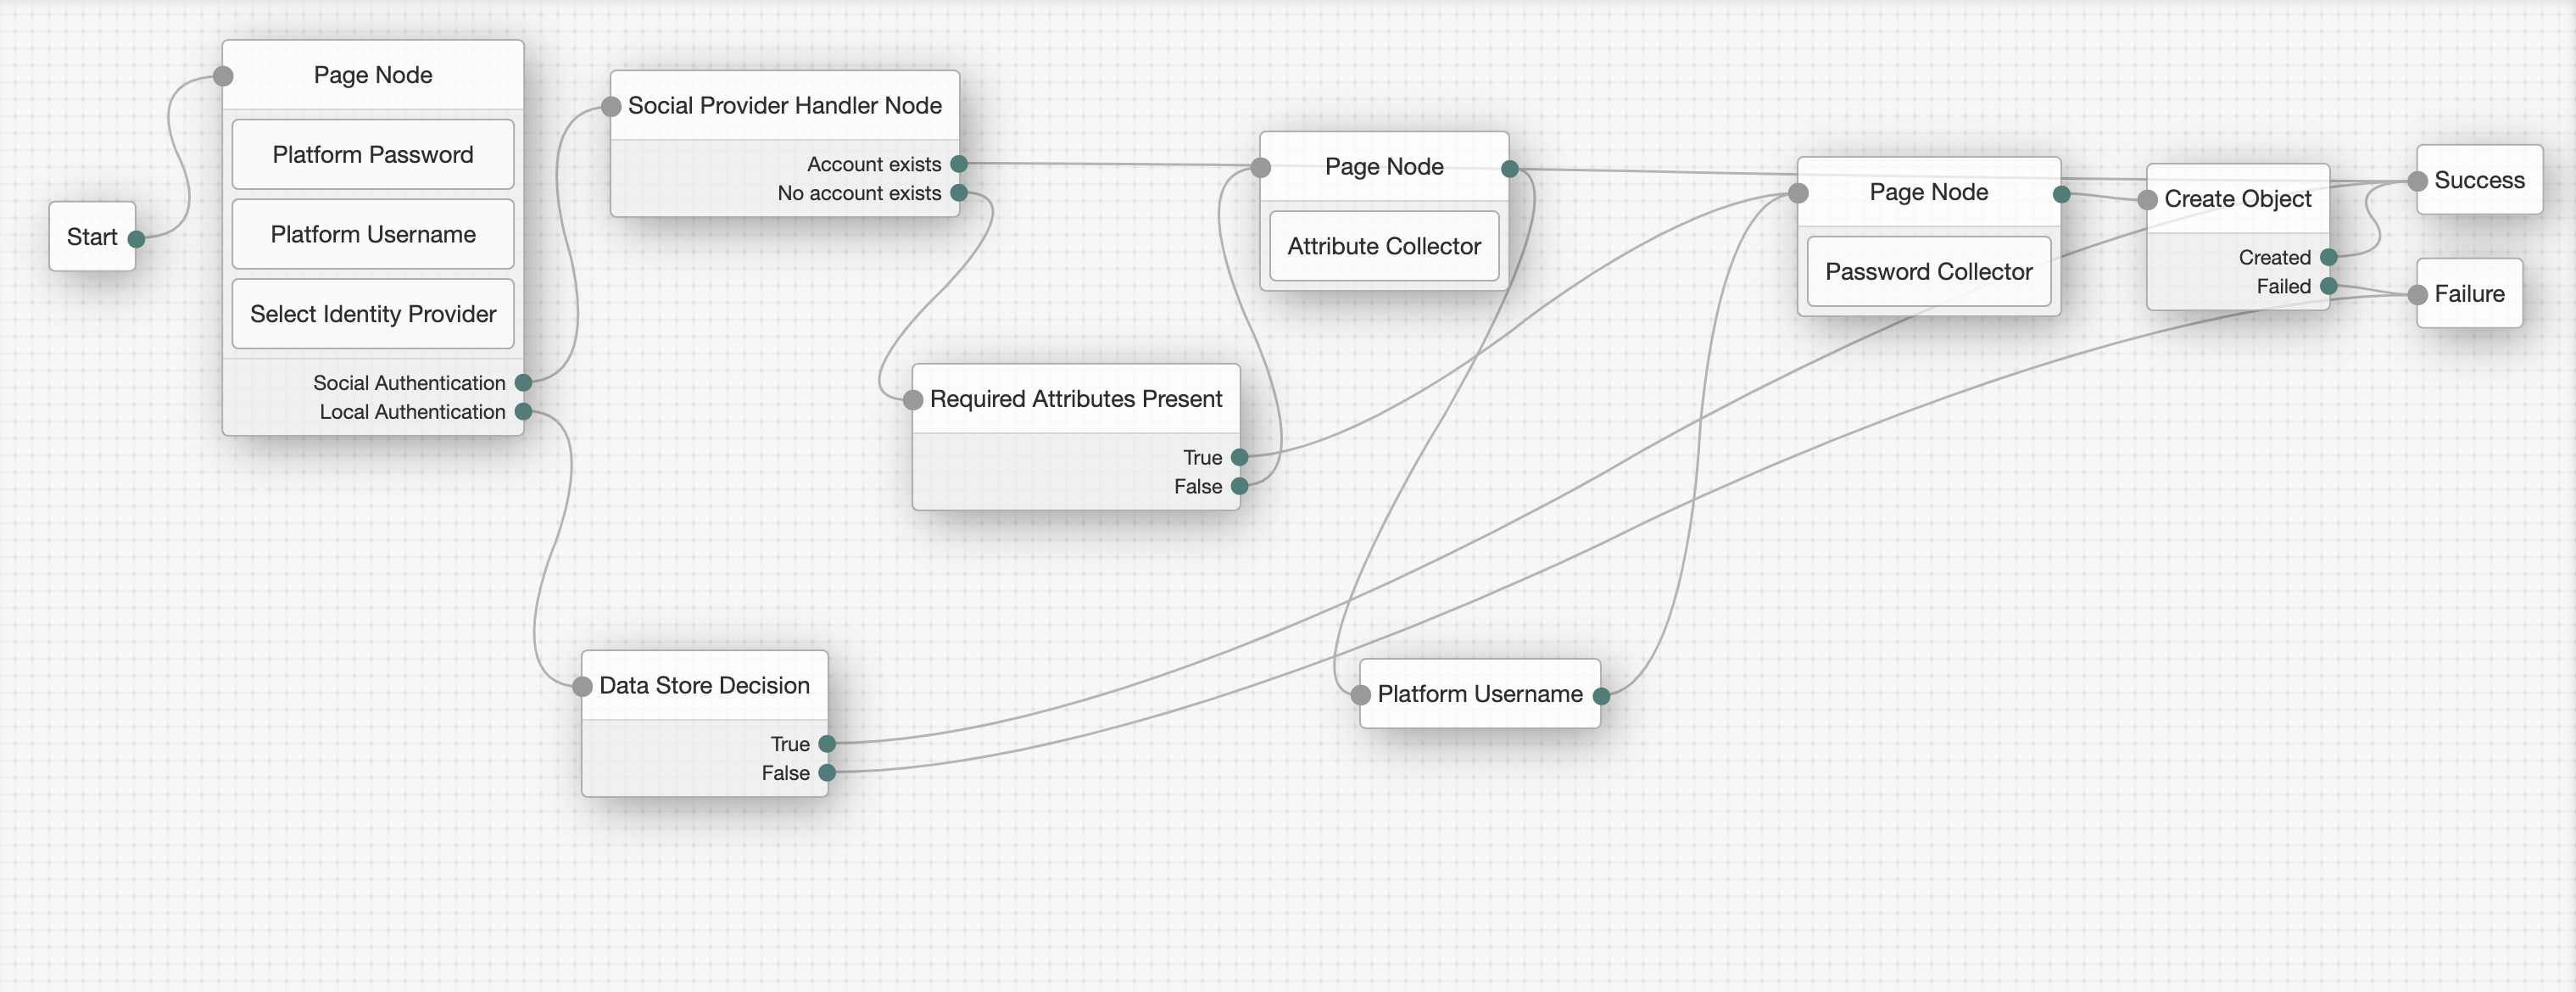 Start
Page Node
Platform Password
Platform Username
Select Identity Provider
Social Authentication
Local Authentication
Social Provider Handler Node
Account exists
No account exists
Required Attributes Present
True
False
Data Store Decision
True
False
Page Node
Attribute Collector
Platform Username
Page Node
Password Collector
Create Object
Created
Failed
Success
Failure